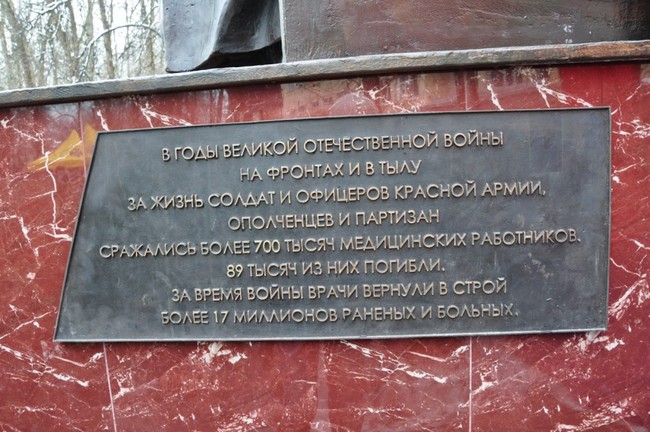 В ГОДЫ ВЕЛИКОЙ ОТЕЧЕСТВЕННОЙ ВОЙНЫ
НА ФРОНТАХ И В ТЫЛУ
ЗА ЖИЗНЬ СОЛДАТ И ОФИЦЕРОВ КРАСНОЙ АРМИИ,
ОПОЛЧЕНЦЕВ И ПАРТИЗАН
СРАЖАЛИСЬ БОЛЕЕ 700 ТЫСЯЧ МЕДИЦИНСКИХ РАБОТНИКОВ,
89 ТЫСЯЧ ИЗ НИХ ПОГИБЛИ.
ЗА ВРЕМЯ ВОЙНЫ ВРАЧИ ВЕРНУЛИ В СТРОЙ
БОЛЕЕ 17 МИЛЛИОНОВ РАНЕНЫХ И БОЛЬНЫХ.